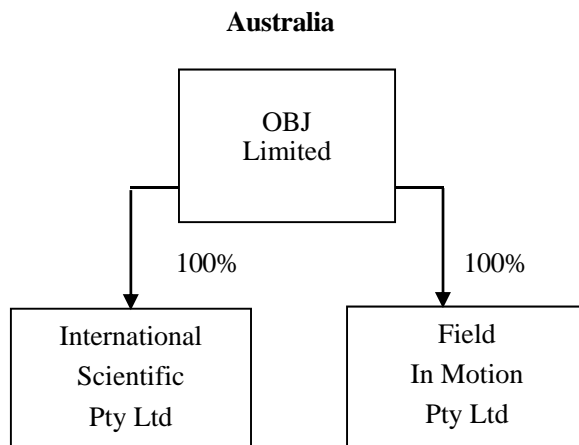 Australia
OBJ
Limited
100%
100%
International
Scientific
Pty Ltd
Field
In Motion
Pty Ltd